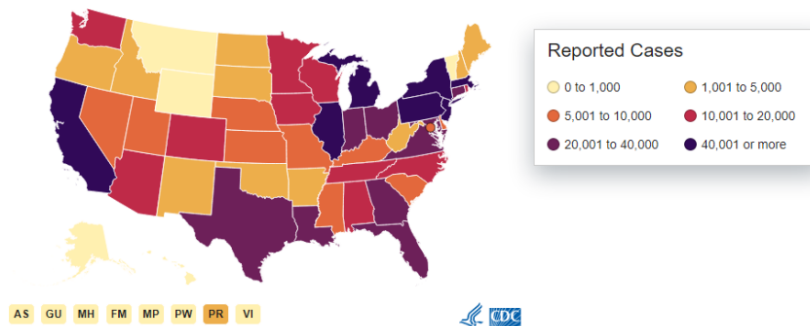 Reported Cases
0 to 1,000
1,001 to 5,000
5,001 to 10,000
10,001 to 20,000
20,001 to 40,000
40,001 or more
AS GU MH FM MP PW PR VI
CDC